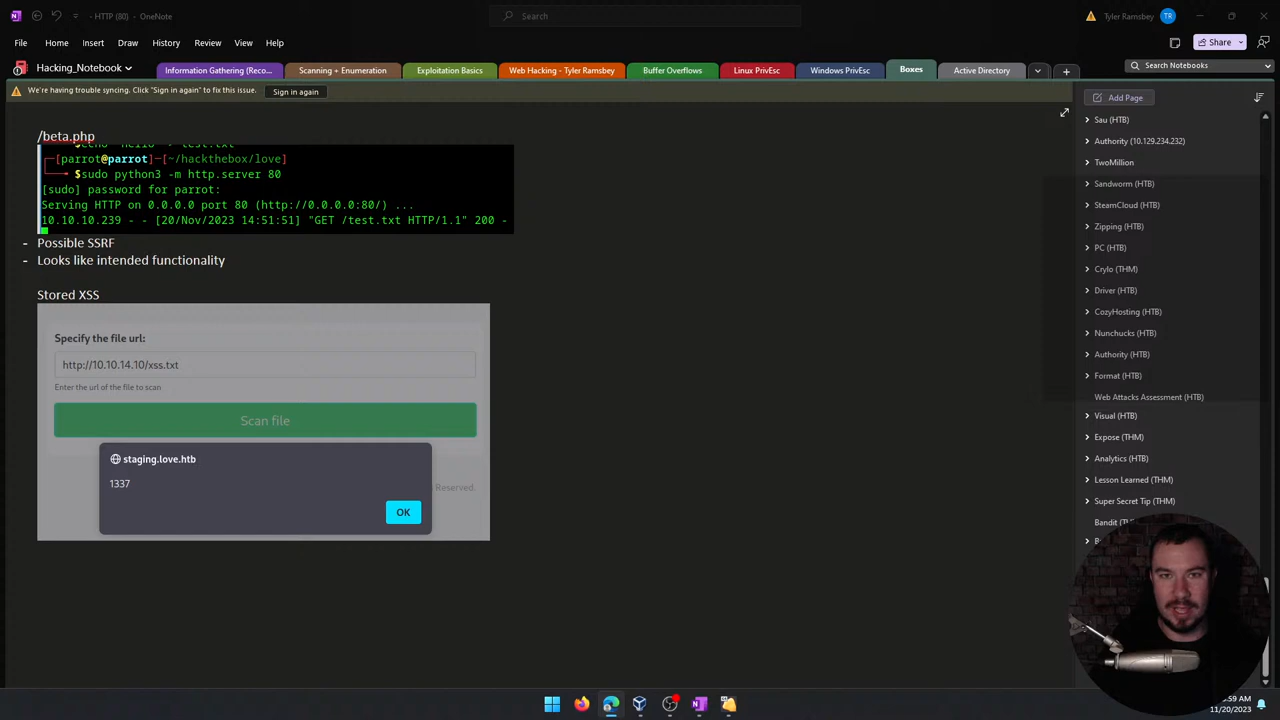 HTTP (80) - OneNote
Search
Tyler Ramsbey
TR
File
Home
Insert
Draw
History
Review
View
Help
Share
Hacking_Notebook
Information Gathering (Reco...
Scanning + Enumeration
Exploitation Basics
Web Hacking - Tyler Ramsbey
Buffer Overflows
Linux PrivEsc
Windows PrivEsc
Boxes
Active Directory
Search Notebooks
We're having trouble syncing. Click "Sign in again" to fix this issue.
Sign in again
Add Page
/beta.php
┌─[parrot@parrot]─[~/hackthebox/love]
└──╼ $sudo python3 -m http.server 80
[sudo] password for parrot:
Serving HTTP on 0.0.0.0 port 80 (http://0.0.0.0:80/) ...
10.10.10.239 - - [20/Nov/2023 14:51:51] "GET /test.txt HTTP/1.1" 200 -
- Possible SSRF
- Looks like intended functionality
Stored XSS
Specify the file url:
http://10.10.14.10/xss.txt
Enter the url of the file to scan
Scan file
staging.love.htb
1337
Reserved.
OK
Sau (HTB)
Authority (10.129.234.232)
TwoMillion
Sandworm (HTB)
SteamCloud (HTB)
Zipping (HTB)
PC (HTB)
Crylo (THM)
Driver (HTB)
CozyHosting (HTB)
Nunchucks (HTB)
Authority (HTB)
Format (HTB)
Web Attacks Assessment (HTB)
Visual (HTB)
Expose (THM)
Analytics (HTB)
Lesson Learned (THM)
Super Secret Tip (THM)
Bandit
:59 AM
11/20/2023